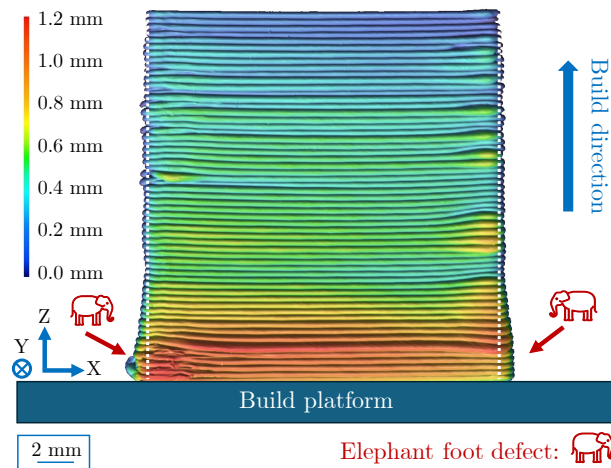 1.2 mm
1.0 mm
0.8 mm
0.6 mm
0.4 mm
0.2 mm
0.0 mm
Build direction
Z
Y
X
Build platform
2 mm
Elephant foot defect: